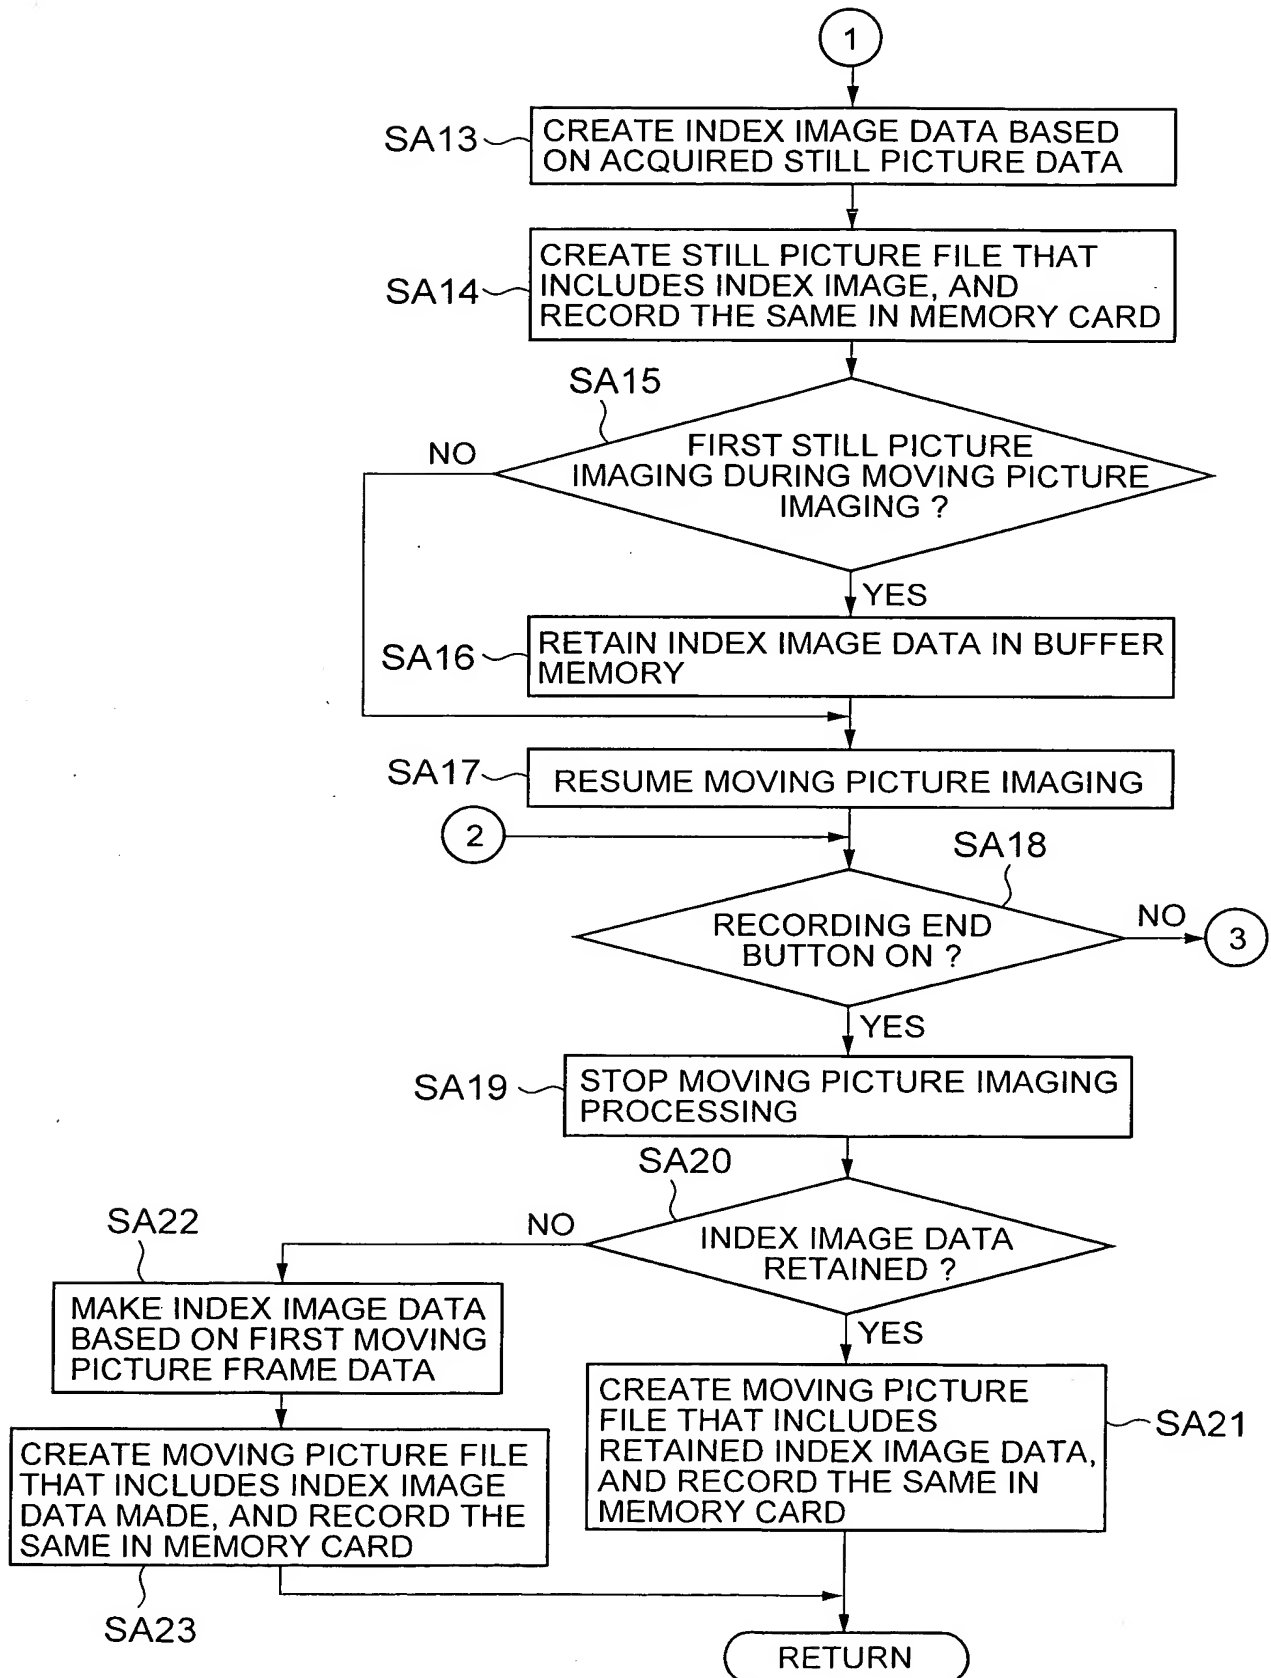 1
SA13
CREATE INDEX IMAGE DATA BASED
ON ACQUIRED STILL PICTURE DATA
SA14
CREATE STILL PICTURE FILE THAT
INCLUDES INDEX IMAGE, AND
RECORD THE SAME IN MEMORY CARD
SA15
FIRST STILL PICTURE
IMAGING DURING MOVING PICTURE
IMAGING ?
NO
YES
SA16
RETAIN INDEX IMAGE DATA IN BUFFER
MEMORY
SA17
RESUME MOVING PICTURE IMAGING
2
SA18
RECORDING END
BUTTON ON ?
NO
3
YES
SA19
STOP MOVING PICTURE IMAGING
PROCESSING
SA20
INDEX IMAGE DATA
RETAINED ?
NO
YES
SA22
MAKE INDEX IMAGE DATA
BASED ON FIRST MOVING
PICTURE FRAME DATA
CREATE MOVING PICTURE
FILE THAT INCLUDES
RETAINED INDEX IMAGE DATA,
AND RECORD THE SAME IN
MEMORY CARD
SA21
CREATE MOVING PICTURE FILE
THAT INCLUDES INDEX IMAGE
DATA MADE, AND RECORD THE
SAME IN MEMORY CARD
SA23
RETURN